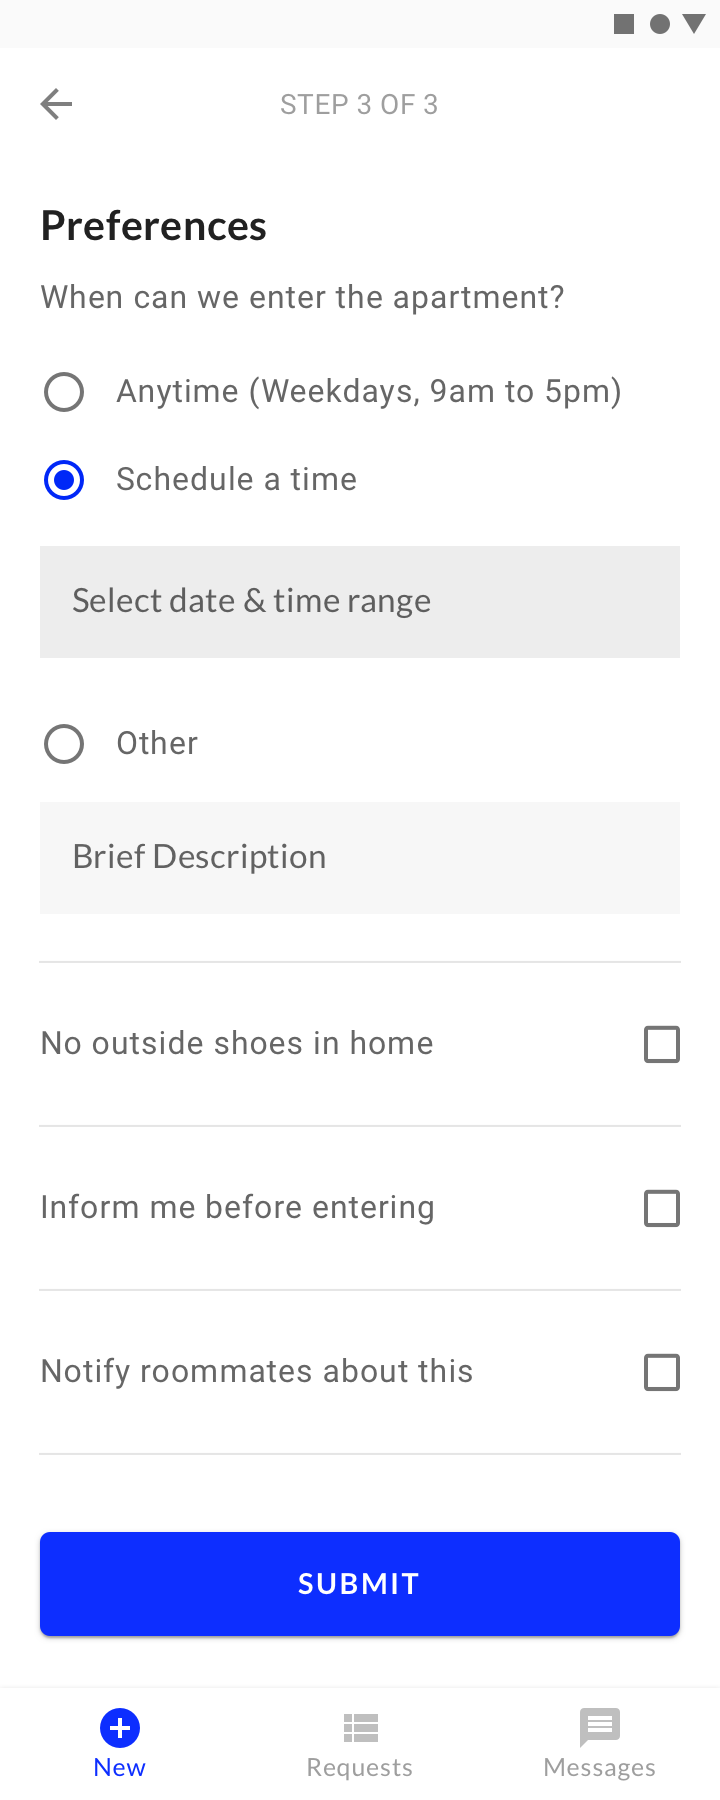 STEP 3 OF 3
Preferences
When can we enter the apartment?
Anytime (Weekdays, 9am to 5pm)
Schedule a time
Select date & time range
Other
Brief Description
No outside shoes in home
Inform me before entering
Notify roommates about this
SUBMIT
New
Requests
Messages